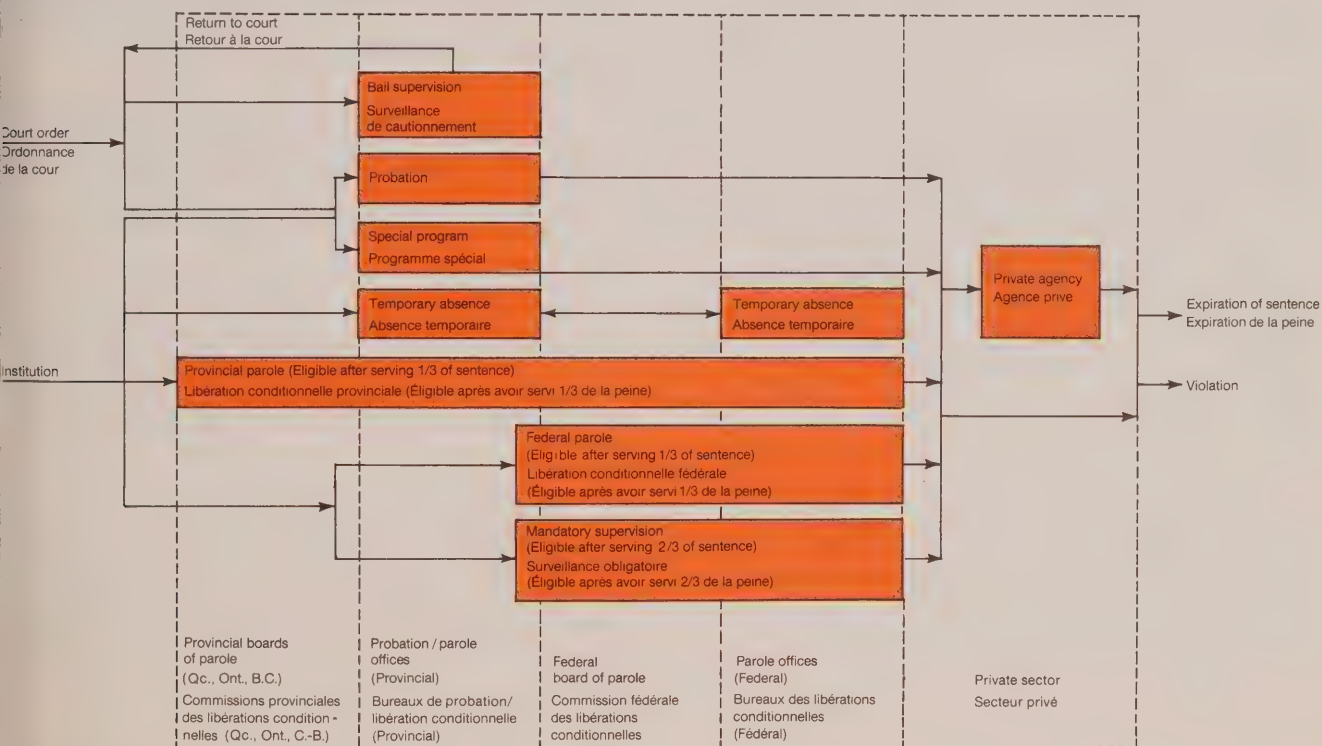 Return to court
Retour à la cour
Bail supervision
Surveillance
de cautionnement
Court order
Ordonnance
de la cour
Probation
Special program
Programme spécial
Private agency
Agence privé
Temporary absence
Absence temporaire
Temporary absence
Absence temporaire
Expiration of sentence
Expiration de la peine
Institution
Provincial parole (Eligible after serving 1/3 of sentence)
Libération conditionnelle provinciale (Éligible après avoir servi 1/3 de la peine)
Violation
Federal parole
(Eligible after serving 1/3 of sentence)
Libération conditionnelle fédérale
(Éligible après avoir servi 1/3 de la peine)
Mandatory supervision
(Eligible after serving 2/3 of sentence)
Surveillance obligatoire
(Éligible après avoir servi 2/3 de la peine)
Provincial boards
of parole
(Qc., Ont., B.C.)
Commissions provinciales
des libérations condition-
nelles (Qc., Ont., C.-B.)
Probation / parole
offices
(Provincial)
Bureaux de probation/
libération conditionnelle
(Provincial)
Federal
board of parole
Commission fédérale
des libérations
conditionnelles
Parole offices
(Federal)
Bureaux des libérations
conditionnelles
(Fédéral)
Private sector
Secteur privé